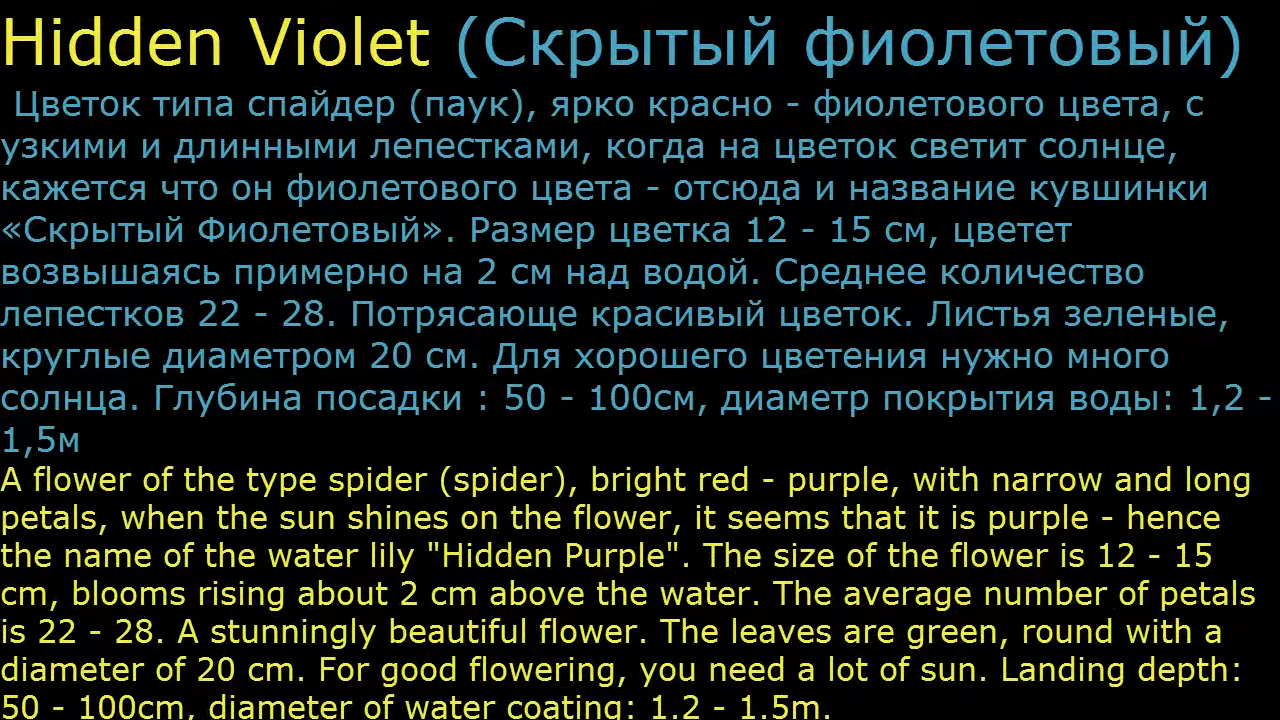 Hidden Violet (Скрытый фиолетовый)
Цветок типа спайдер (паук), ярко красно - фиолетового цвета, с
узкими и длинными лепестками, когда на цветок светит солнце,
кажется что он фиолетового цвета - отсюда и название кувшинки
«Скрытый Фиолетовый». Размер цветка 12 - 15 см, цветет
возвышаясь примерно на 2 см над водой. Среднее количество
лепестков 22 - 28. Потрясающе красивый цветок. Листья зеленые,
круглые диаметром 20 см. Для хорошего цветения нужно много
солнца. Глубина посадки : 50 - 100см, диаметр покрытия воды: 1,2 -
1,5м
A flower of the type spider (spider), bright red - purple, with narrow and long
petals, when the sun shines on the flower, it seems that it is purple - hence
the name of the water lily "Hidden Purple". The size of the flower is 12 - 15
cm, blooms rising about 2 cm above the water. The average number of petals
is 22 - 28. A stunningly beautiful flower. The leaves are green, round with a
diameter of 20 cm. For good flowering, you need a lot of sun. Landing depth:
50 - 100cm, diameter of water coating: 1.2 - 1.5m.